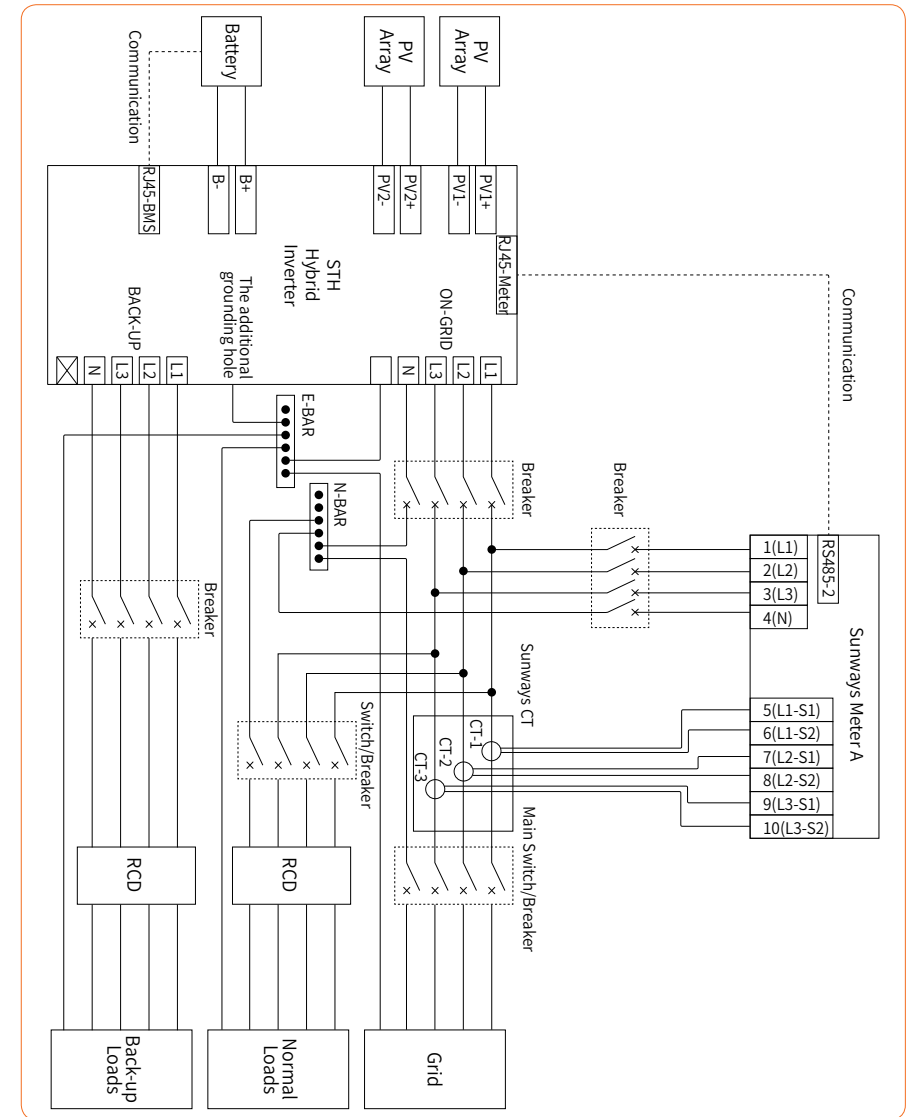 Battery
PV
Array
PV
Array
Communication
RJ45-BMS
B-
B+
PV2-
PV2+
PV1-
PV1+
RJ45-Meter
STH
Hybrid
Inverter
Communication
BACK-UP
The additional
grounding hole
ON-GRID
N
L3
L2
L1
N
L3
L2
L1
E-BAR
N-BAR
Breaker
Breaker
RS485-2
1(L1)
2(L2)
3(L3)
4(N)
Sunways Meter A
5(L1-S1)
6(L1-S2)
7(L2-S1)
8(L2-S2)
9(L3-S1)
10(L3-S2)
Breaker
Switch/Breaker
Sunways CT
CT-1
CT-2
CT-3
Main Switch/Breaker
RCD
RCD
Back-up
Loads
Normal
Loads
Grid